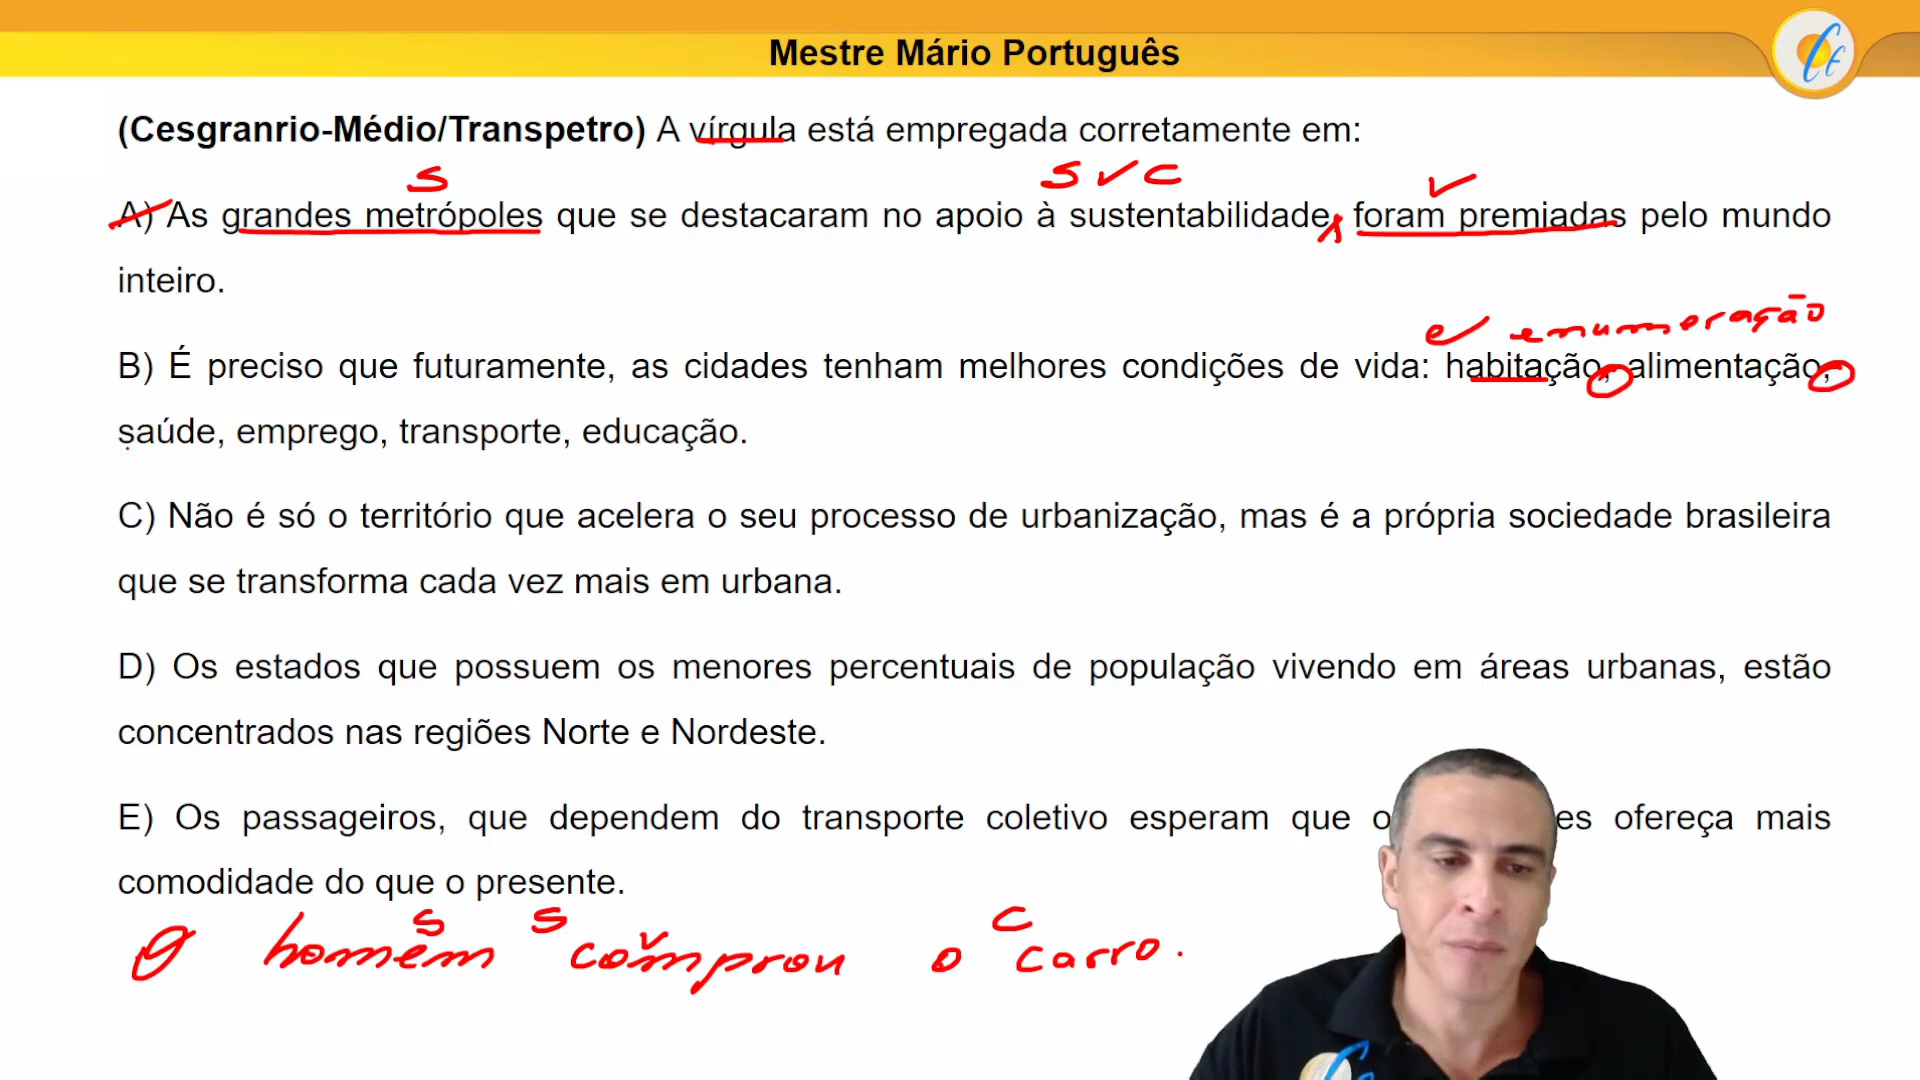 Mestre Mário Português
(Cesgranrio-Médio/Transpetro) A vírgula está empregada corretamente em:
S S V C V
A) As grandes metrópoles que se destacaram no apoio à sustentabilidade, foram premiadas pelo mundo
inteiro.
enumeração
B) É preciso que futuramente, as cidades tenham melhores condições de vida: habitação, alimentação,
saúde, emprego, transporte, educação.
C) Não é só o território que acelera o seu processo de urbanização, mas é a própria sociedade brasileira
que se transforma cada vez mais em urbana.
D) Os estados que possuem os menores percentuais de população vivendo em áreas urbanas, estão
concentrados nas regiões Norte e Nordeste.
E) Os passageiros, que dependem do transporte coletivo esperam que ofereça mais
comodidade do que o presente.
S S V C
O homem comprou o carro.